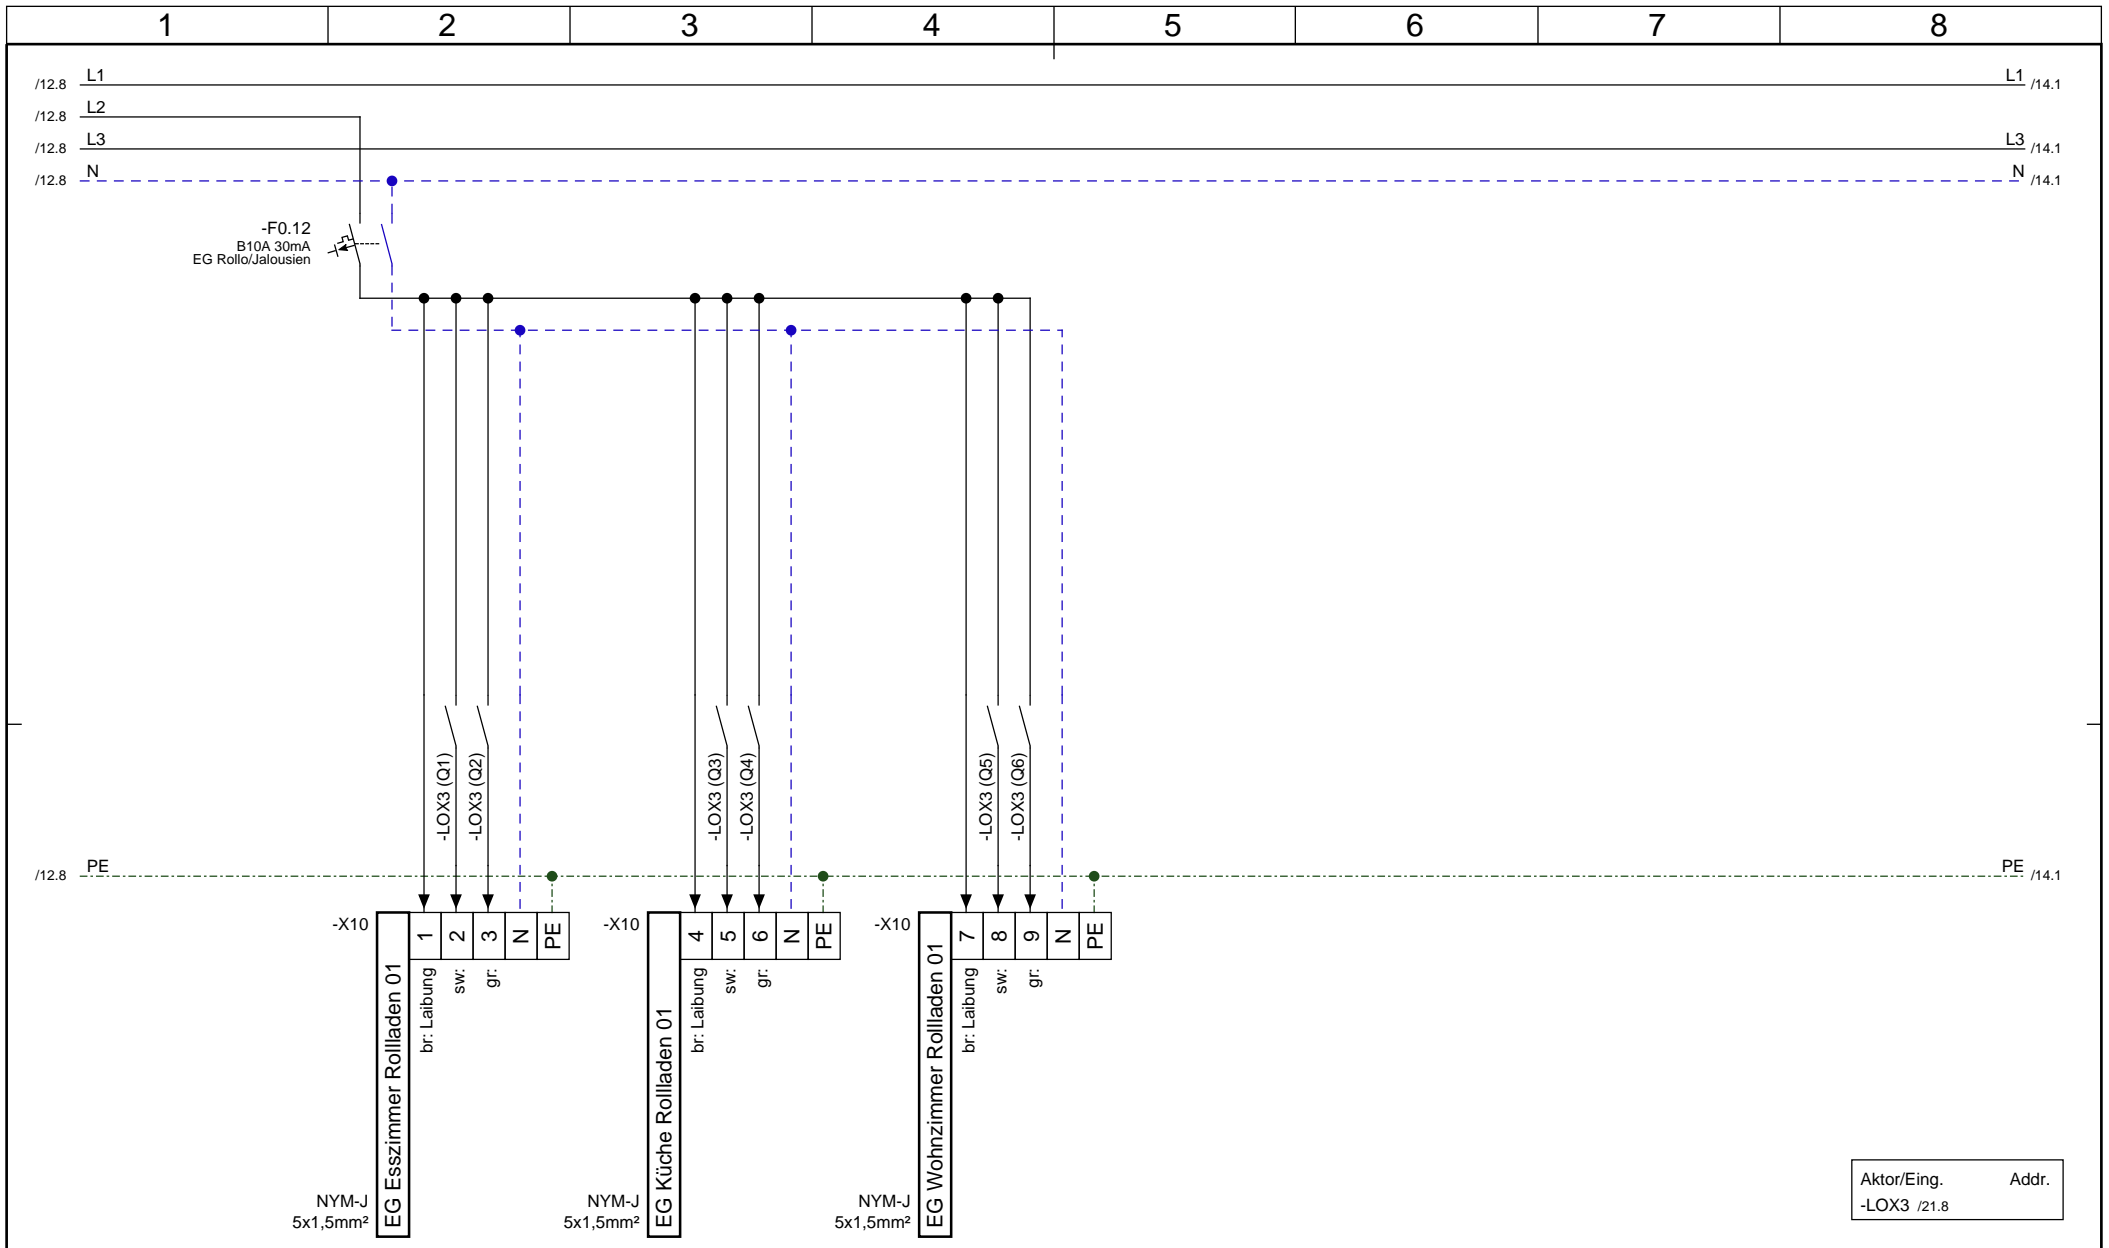 1 2 3 4 5 6 7 8
/12.8 L1 L1 /14.1
/12.8 L2
/12.8 L3 L3 /14.1
/12.8 N N /14.1
-F0.12
B10A 30mA
EG Rollo/Jalousien
-LOX3 (Q1)
-LOX3 (Q2)
-LOX3 (Q3)
-LOX3 (Q4)
-LOX3 (Q5)
-LOX3 (Q6)
/12.8 PE PE /14.1
-X10
EG Esszimmer Rollladen 01
1 2 3 N PE
br: Laibung
sw:
gr:
NYM-J
5x1,5mm²
-X10
EG Küche Rollladen 01
4 5 6 N PE
br: Laibung
sw:
gr:
NYM-J
5x1,5mm²
-X10
EG Wohnzimmer Rollladen 01
7 8 9 N PE
br: Laibung
sw:
gr:
NYM-J
5x1,5mm²
Aktor/Eing. Addr.
-LOX3 /21.8